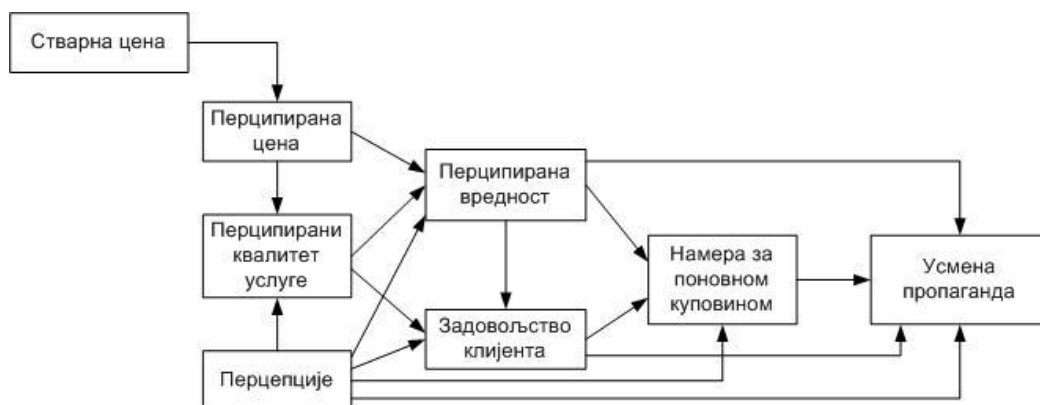 Стварна цена
Перципирана
цена
Перципирана
вредност
Перципирани
квалитет
услуге
Намера за
поновном
куповином
Усмена
пропаганда
Задовољство
клијента
Перцепције